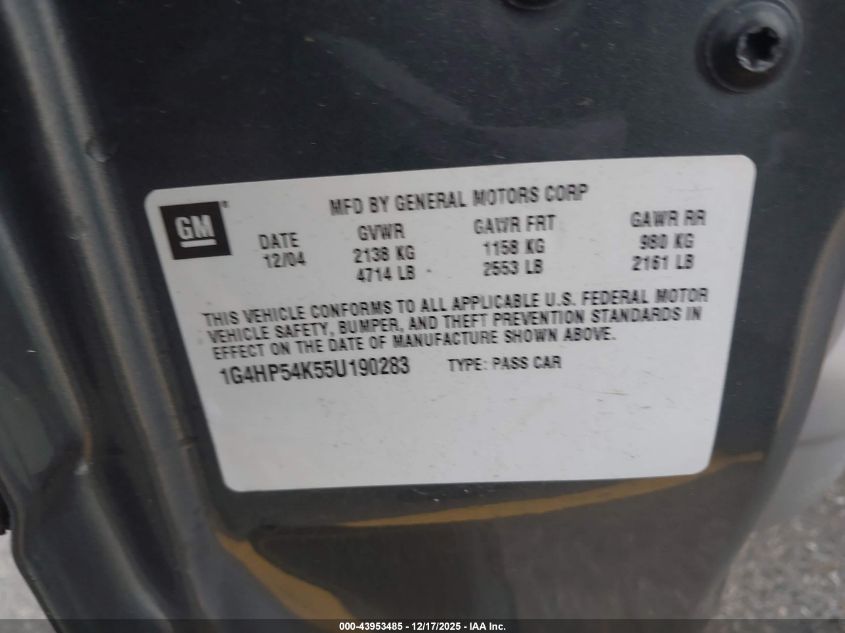 GM®
MFD BY GENERAL MOTORS CORP
DATE GVWR GAWR FRT GAWR RR
12/04 2138 KG 1158 KG 980 KG
4714 LB 2553 LB 2161 LB
THIS VEHICLE CONFORMS TO ALL APPLICABLE U.S. FEDERAL MOTOR
VEHICLE SAFETY, BUMPER, AND THEFT PREVENTION STANDARDS IN
EFFECT ON THE DATE OF MANUFACTURE SHOWN ABOVE.
1G4HP54K55U190283 TYPE: PASS CAR
000-43953485 - 12/17/2025 - IAA Inc.